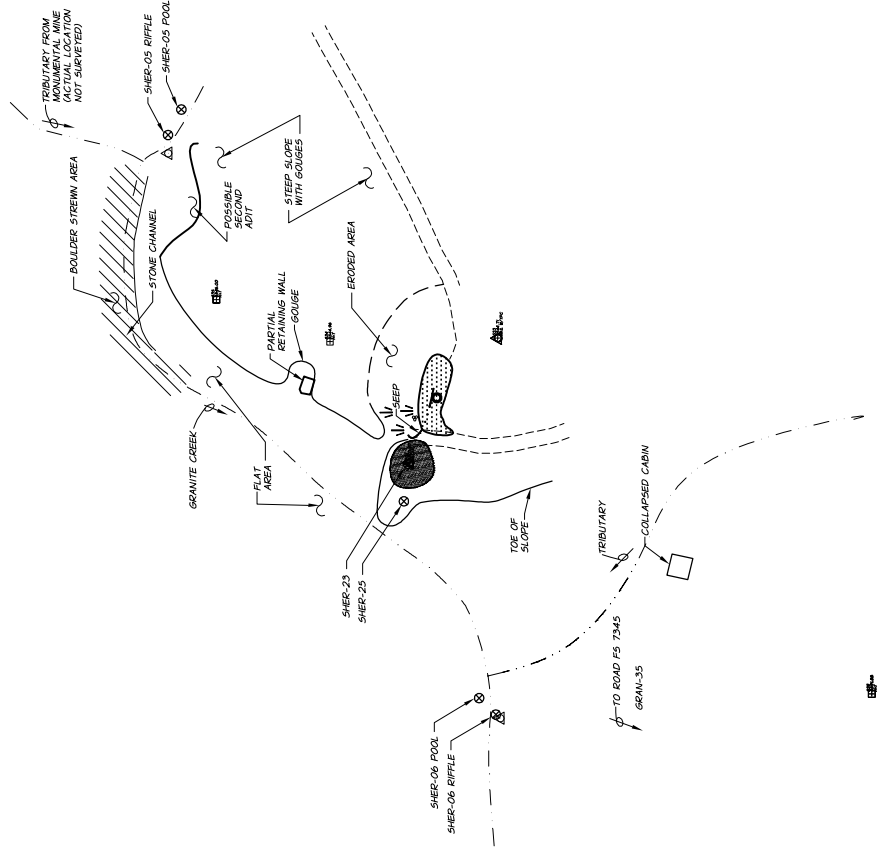 TRIBUTARY FROM
MONUMENTAL MINE
(ACTUAL LOCATION
NOT SURVEYED)
SHER-05 RIFFLE
SHER-05 POOL
BOULDER STREWN AREA
STONE CHANNEL
POSSIBLE
SECOND
ADIT
STEEP SLOPE
WITH GOUGES
PARTIAL
RETAINING WALL
GOUGE
ERODED AREA
GRANITE CREEK
FLAT
AREA
SEEP
SHER-23
SHER-25
TOE OF
SLOPE
TRIBUTARY
COLLAPSED CABIN
TO ROAD FS 7345
GRAN-35
SHER-06 POOL
SHER-06 RIFFLE